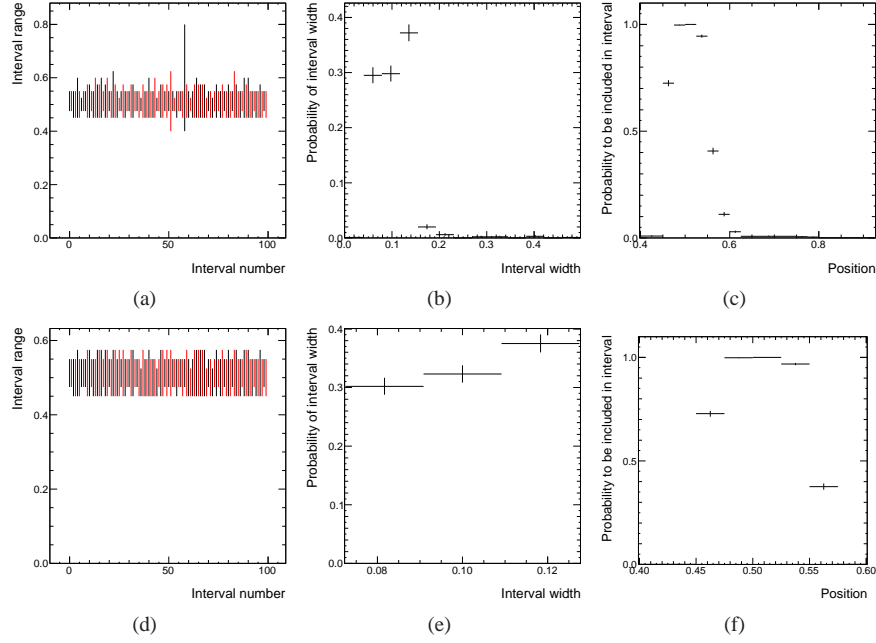 Interval range
0.8
0.6
0.4
0.2
0.0
0
50
100
Interval number
(a)
Probability of interval width
0.4
0.3
0.2
0.1
0.0
0.0
0.1
0.2
0.3
0.4
Interval width
(b)
Probability to be included in interval
1.0
0.5
0.0
0.4
0.6
0.8
Position
(c)
Interval range
0.6
0.4
0.2
0.0
0
50
100
Interval number
(d)
Probability of interval width
0.4
0.3
0.2
0.1
0.0
0.08
0.10
0.12
Interval width
(e)
Probability to be included in interval
1.0
0.5
0.0
0.40
0.45
0.50
0.55
0.60
Position
(f)